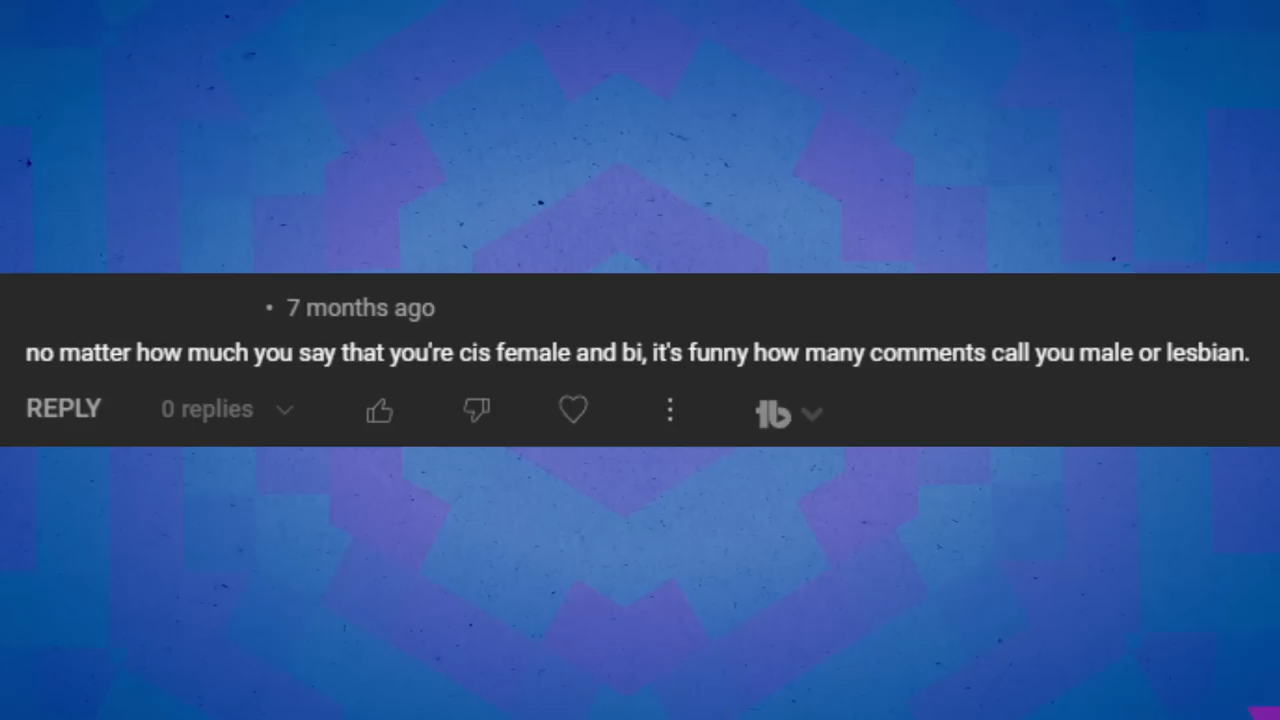 • 7 months ago
no matter how much you say that you're cis female and bi, it's funny how many comments call you male or lesbian.
REPLY 0 replies tb